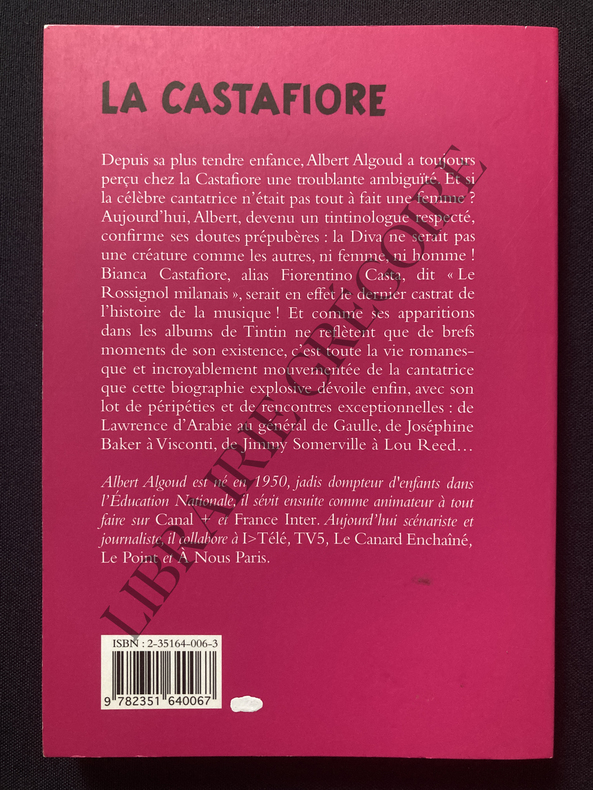 LA CASTAFIORE
Depuis sa plus tendre enfance, Albert Algoud a toujours
perçu chez la Castafiore une troublante ambiguïté. Et si
la célèbre cantatrice n'était pas tout à fait une femme ?
Aujourd'hui, Albert, devenu un tintinologue respecté,
confirme ses doutes prépubères : la Diva ne serait pas
une créature comme les autres, ni femme, ni homme !
Bianca Castafiore, alias Fiorentino Casta, dit « Le
Rossignol milanais », serait en effet le dernier castrat de
l'histoire de la musique ! Et comme ses apparitions
dans les albums de Tintin ne reflètent que de brefs
moments de son existence, c'est toute la vie romanes-
que et incroyablement mouvementée de la cantatrice
que cette biographie explosive dévoile enfin, avec son
lot de péripéties et de rencontres exceptionnelles : de
Lawrence d'Arabie au général de Gaulle, de Joséphine
Baker à Visconti, de Jimmy Somerville à Lou Reed…
Albert Algoud est né en 1950, jadis dompteur d'enfants dans
l'Éducation Nationale, il sévit ensuite comme animateur à tout
faire sur Canal + et France Inter. Aujourd'hui scénariste et
journaliste, il collabore à I>Télé, TV5, Le Canard Enchaîné,
Le Point et À Nous Paris.
ISBN : 2-35164-006-3
9 782351 640067
LIBRAIRIE GREGOIRE